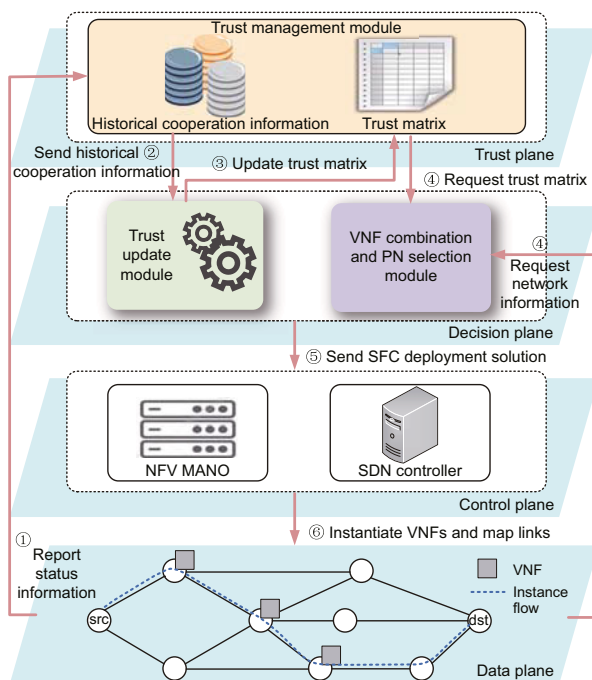 Trust management module
Historical cooperation information
Trust matrix
Trust plane
Send historical ②
cooperation information
③ Update trust matrix
④ Request trust matrix
Trust
update
module
VNF combination
and PN selection
module
④
Request
network
information
Decision plane
⑤ Send SFC deployment solution
NFV MANO
SDN controller
Control plane
⑥ Instantiate VNFs and map links
①
Report
status
information
VNF
Instance
flow
src
dst
Data plane